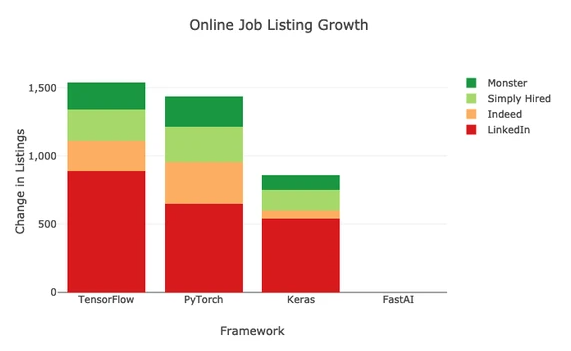 Online Job Listing Growth
Monster
Simply Hired
Indeed
LinkedIn
Change in Listings
1,500
1,000
500
0
TensorFlow PyTorch Keras FastAI
Framework